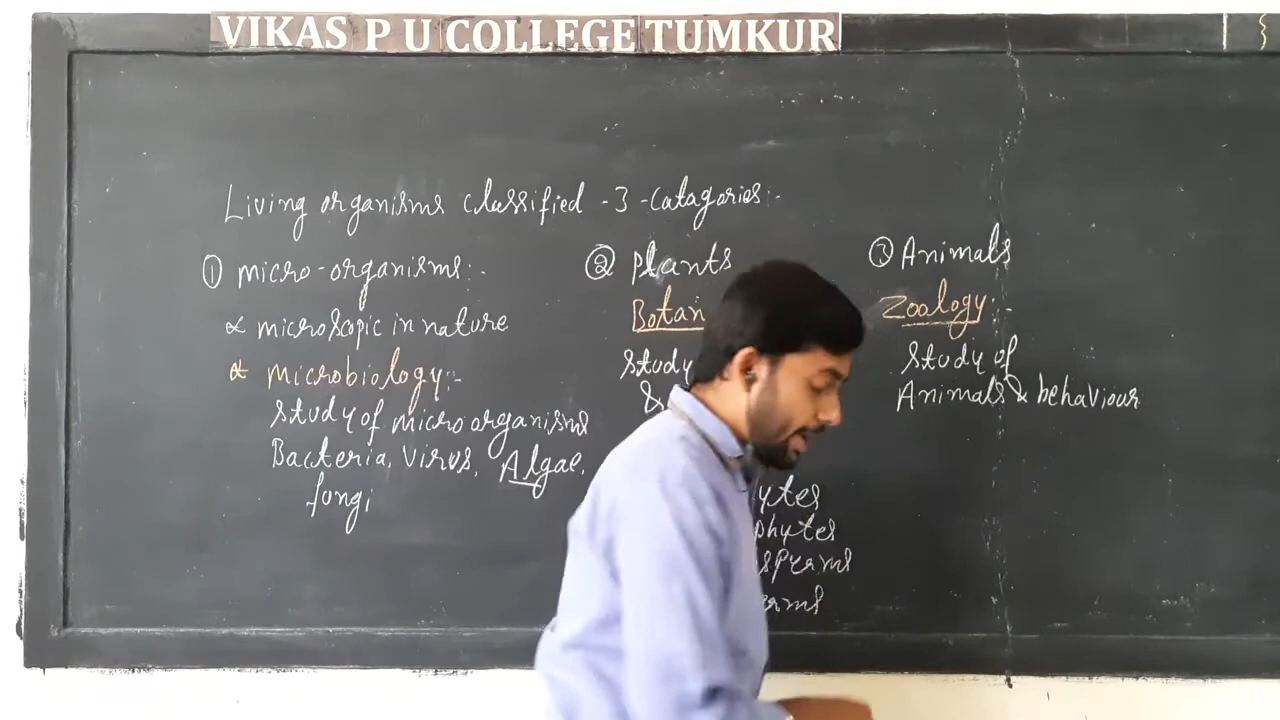 VIKAS P U COLLEGE TUMKUR
Living organisms classified - 3 - catagories:-
① micro-organisms:-
∝ microscopic in nature
∝ microbiology:-
study of micro organisms
Bacteria, Virus, Algae,
fungi
② plants
Botan
study
&
ytes
phytes
sperms
erms
③ Animals
Zoology:-
study of
Animals & behaviour